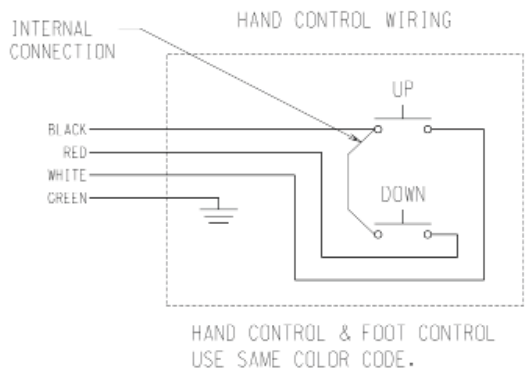 HAND CONTROL WIRING
INTERNAL
CONNECTION
UP
BLACK
RED
WHITE
GREEN
DOWN
HAND CONTROL & FOOT CONTROL
USE SAME COLOR CODE.